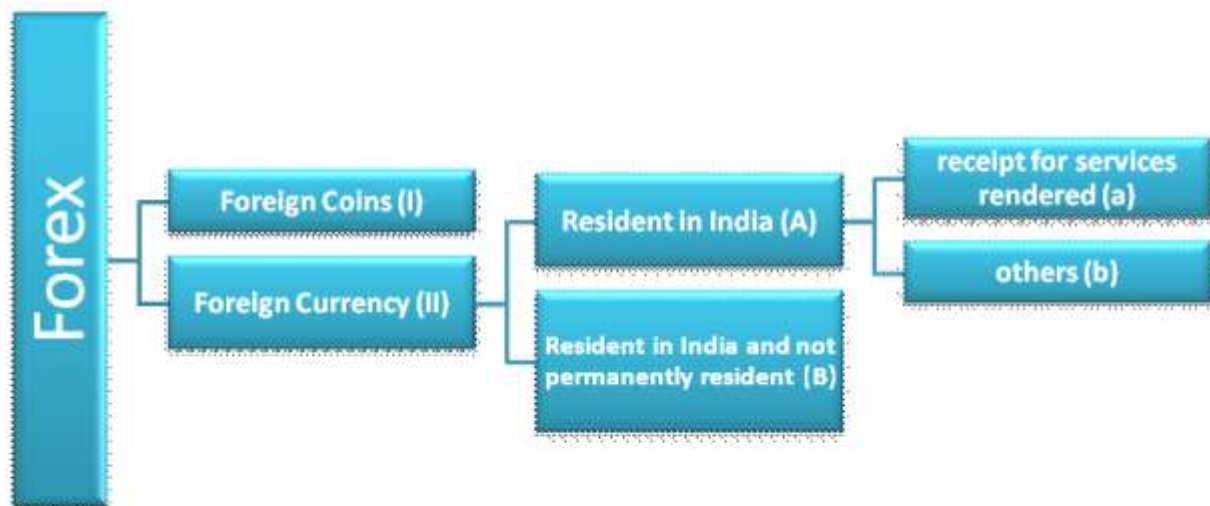 Forex
Foreign Coins (I)
Foreign Currency (II)
Resident in India (A)
Resident in India and not
permanently resident (B)
receipt for services
rendered (a)
others (b)